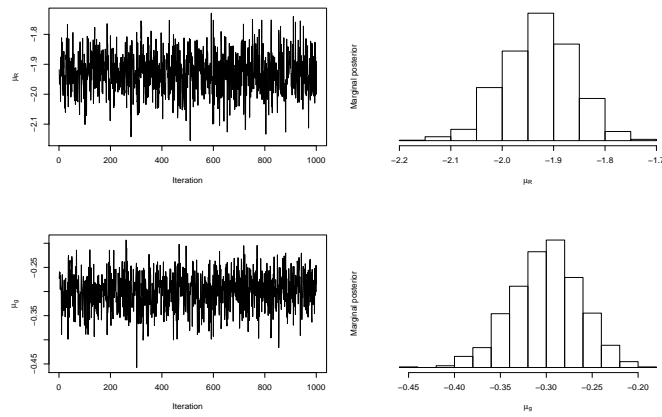 μR
−2.1 −2.0 −1.9 −1.8
0 200 400 600 800 1000
Iteration
Marginal posterior
−2.2 −2.1 −2.0 −1.9 −1.8 −1.7
μR
μg
−0.45 −0.35 −0.25
0 200 400 600 800 1000
Iteration
Marginal posterior
−0.45 −0.40 −0.35 −0.30 −0.25 −0.20
μg